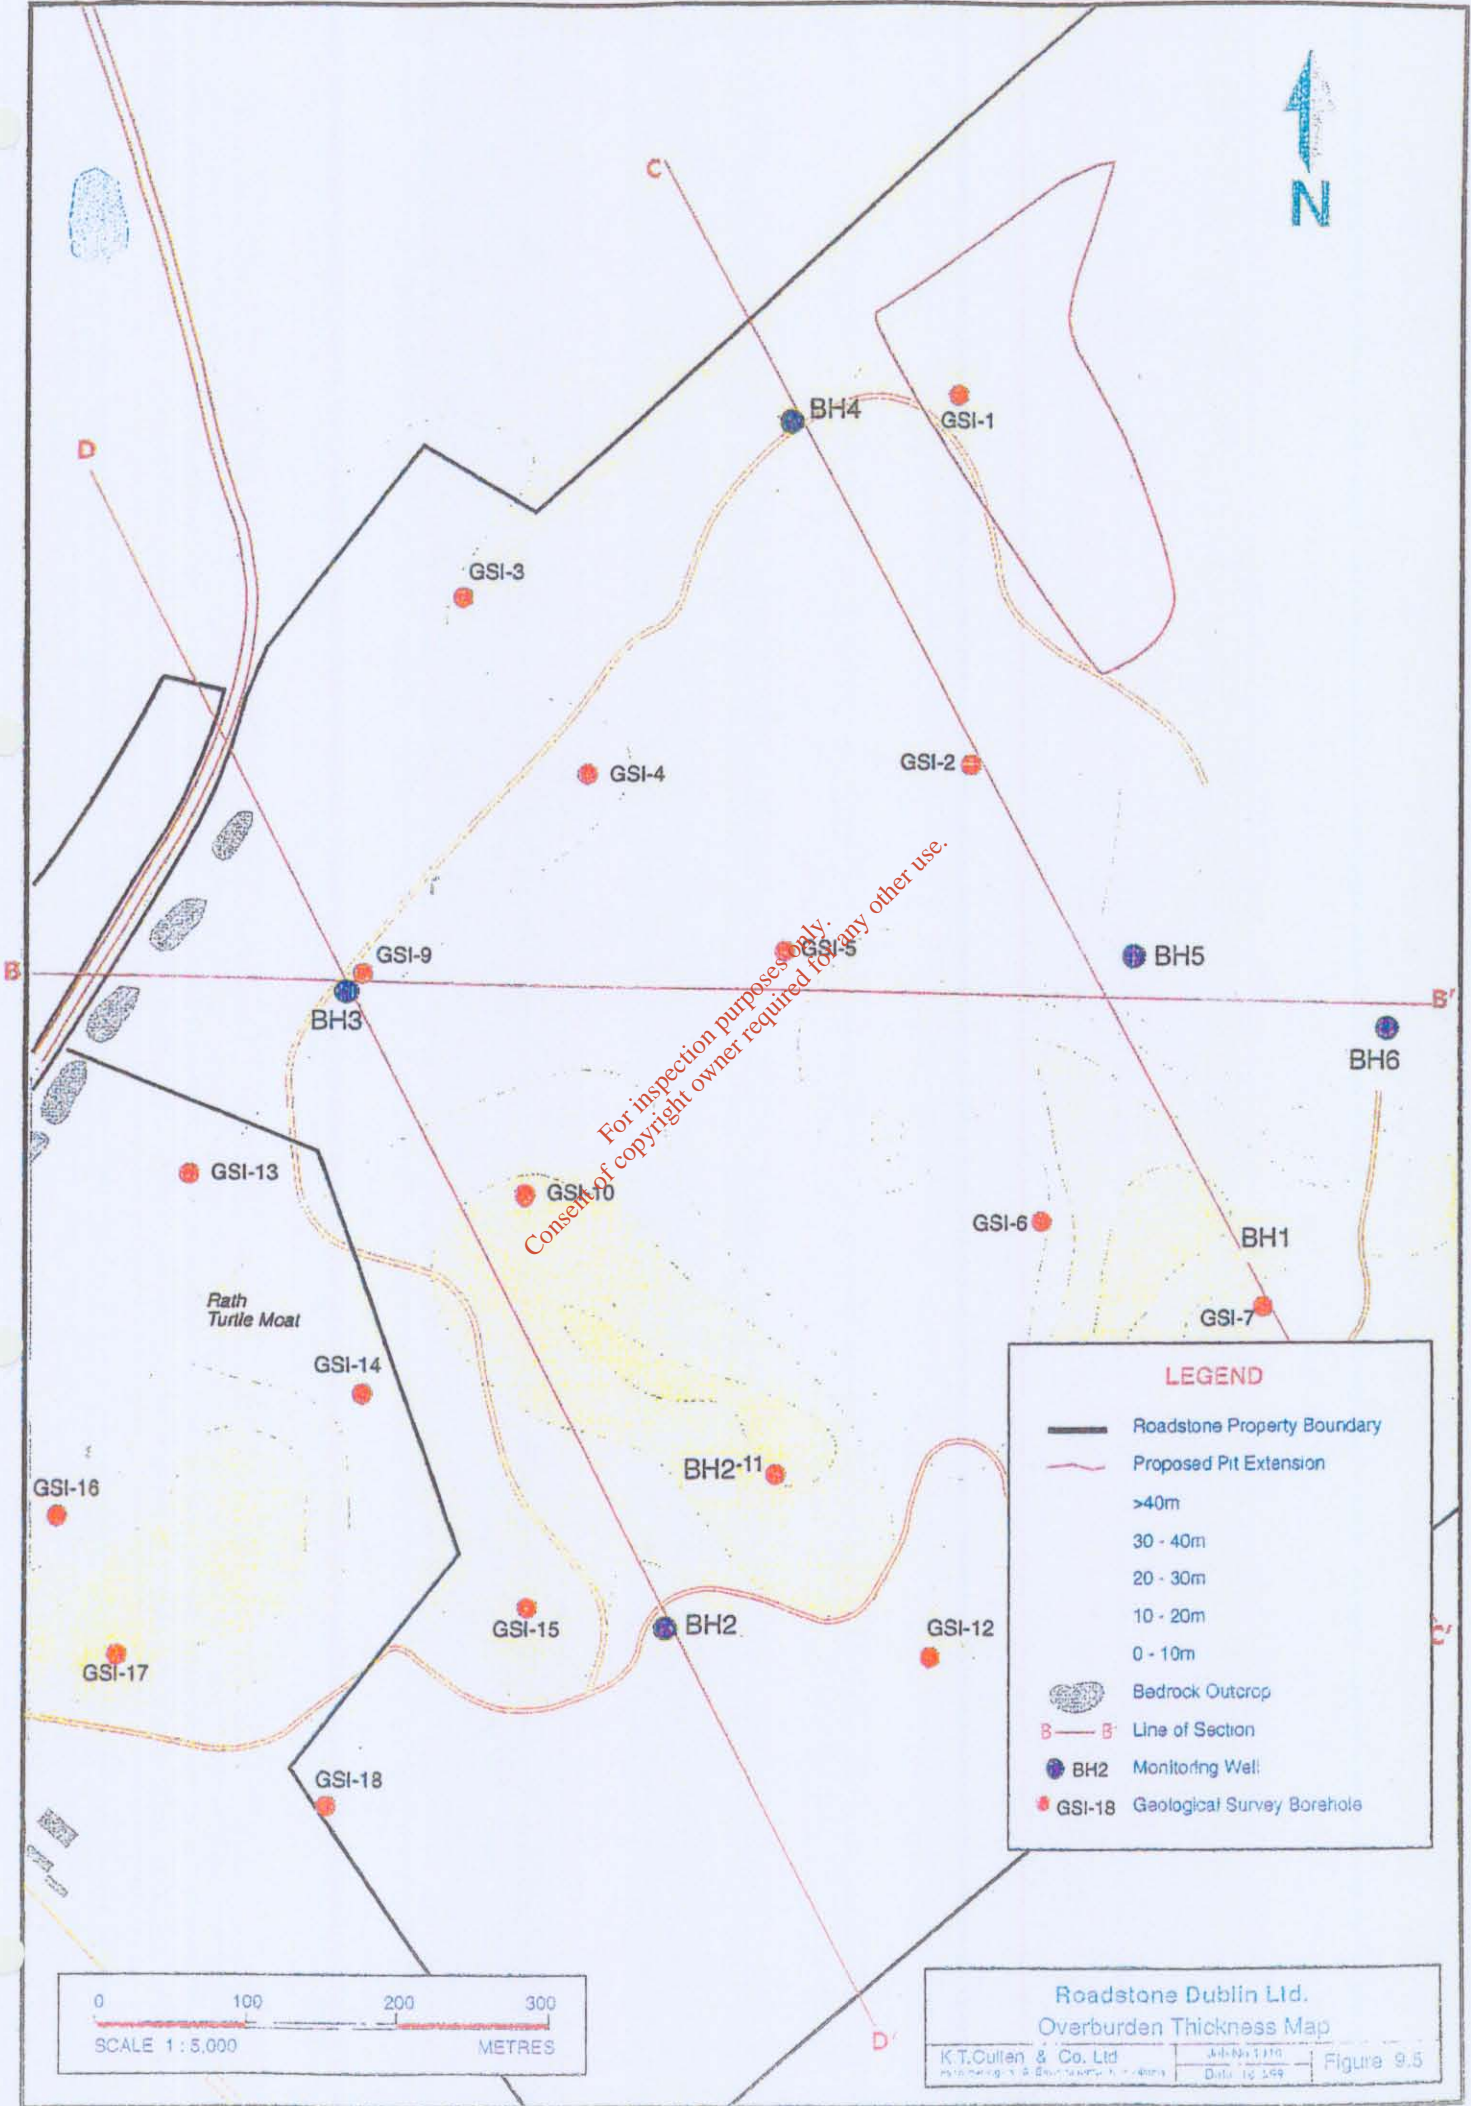 N
C
BH4
GSI-1
D
GSI-3
GSI-2
GSI-4
For inspection purposes only.
Consent of copyright owner required for any other use.
GSI-5
BH5
GSI-9
B
B'
BH3
BH6
GSI-13
GSI-10
GSI-6
BH1
Rath
Turtle Moat
GSI-7
GSI-14
BH2-11
GSI-16
GSI-15
BH2
GSI-12
GSI-17
C'
GSI-18
D'
LEGEND
Roadstone Property Boundary
Proposed Pit Extension
>40m
30 - 40m
20 - 30m
10 - 20m
0 - 10m
Bedrock Outcrop
B B' Line of Section
BH2 Monitoring Well
GSI-18 Geological Survey Borehole
0 100 200 300
SCALE 1 : 5,000 METRES
Roadstone Dublin Ltd.
Overburden Thickness Map
K.T.Cullen & Co. Ltd
Figure 9.5